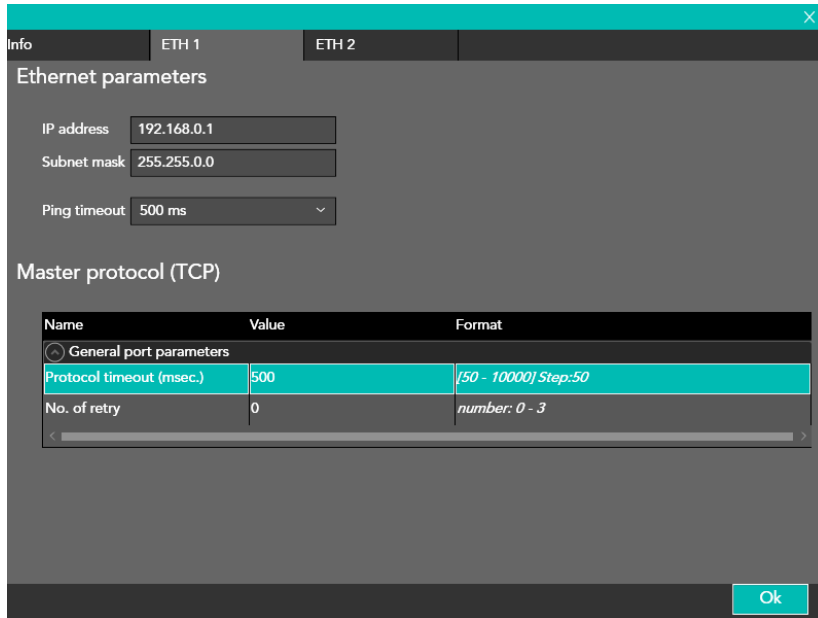 Info ETH 1 ETH 2
Ethernet parameters
IP address 192.168.0.1
Subnet mask 255.255.0.0
Ping timeout 500 ms
Master protocol (TCP)
Name Value Format
General port parameters
Protocol timeout (msec.) 500 [50 - 10000] Step:50
No. of retry 0 number: 0 - 3
Ok